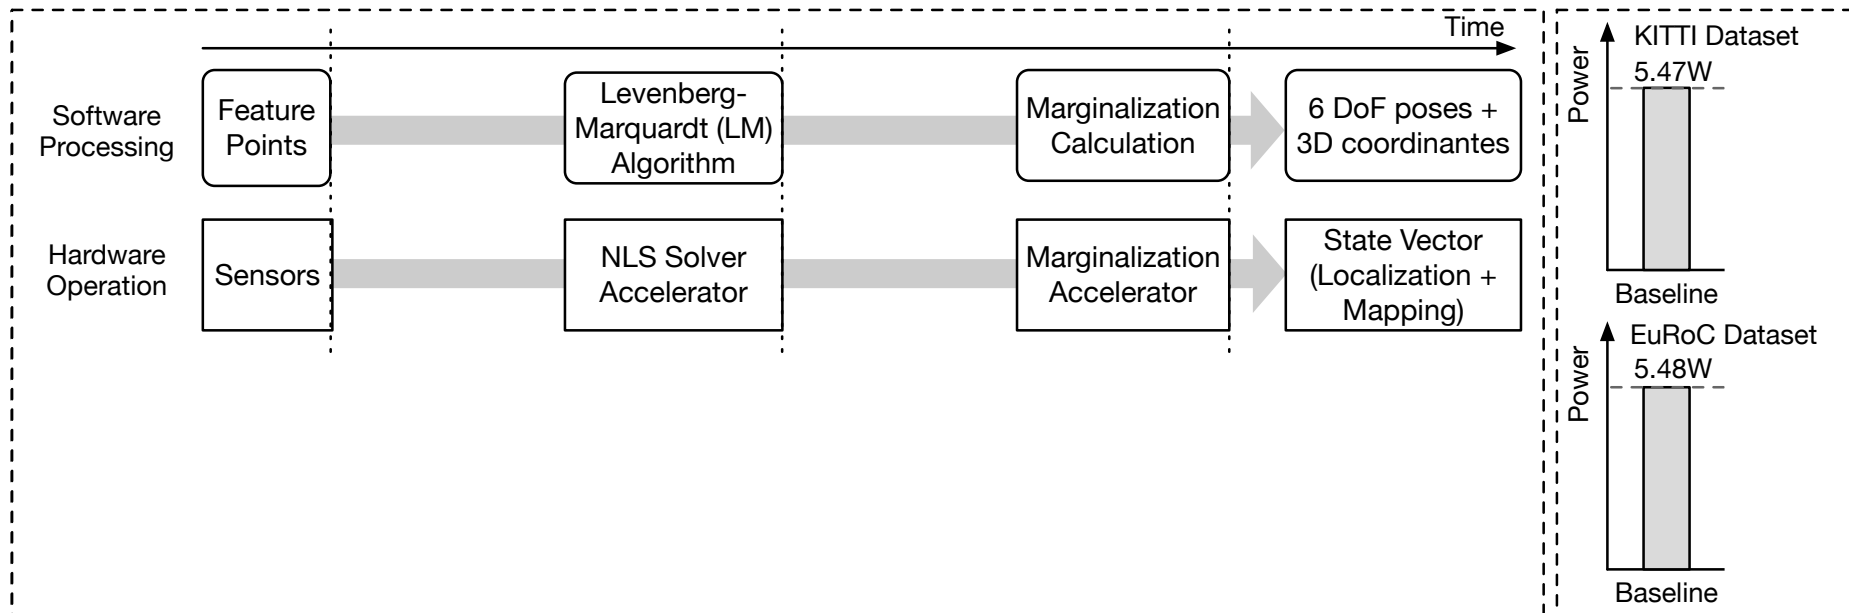 Time
Software
Processing
Feature
Points
Levenberg-
Marquardt (LM)
Algorithm
Marginalization
Calculation
6 DoF poses +
3D coordinantes
Hardware
Operation
Sensors
NLS Solver
Accelerator
Marginalization
Accelerator
State Vector
(Localization +
Mapping)
KITTI Dataset
5.47W
Power
Baseline
EuRoC Dataset
5.48W
Power
Baseline